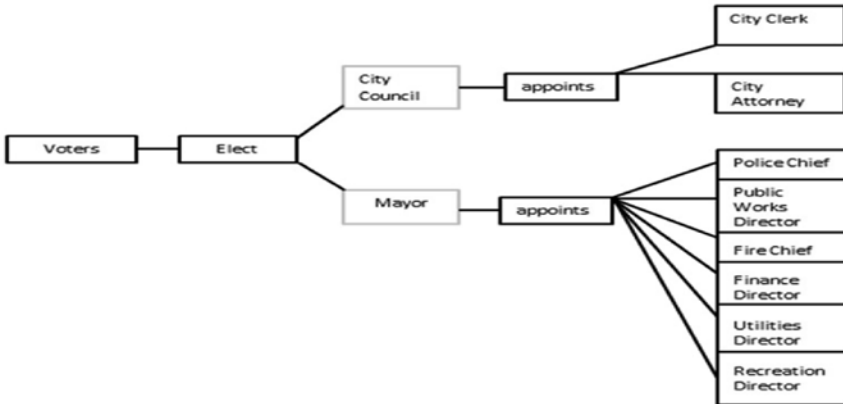 Voters
Elect
City
Council
appoints
City Clerk
City
Attorney
Mayor
appoints
Police Chief
Public
Works
Director
Fire Chief
Finance
Director
Utilities
Director
Recreation
Director